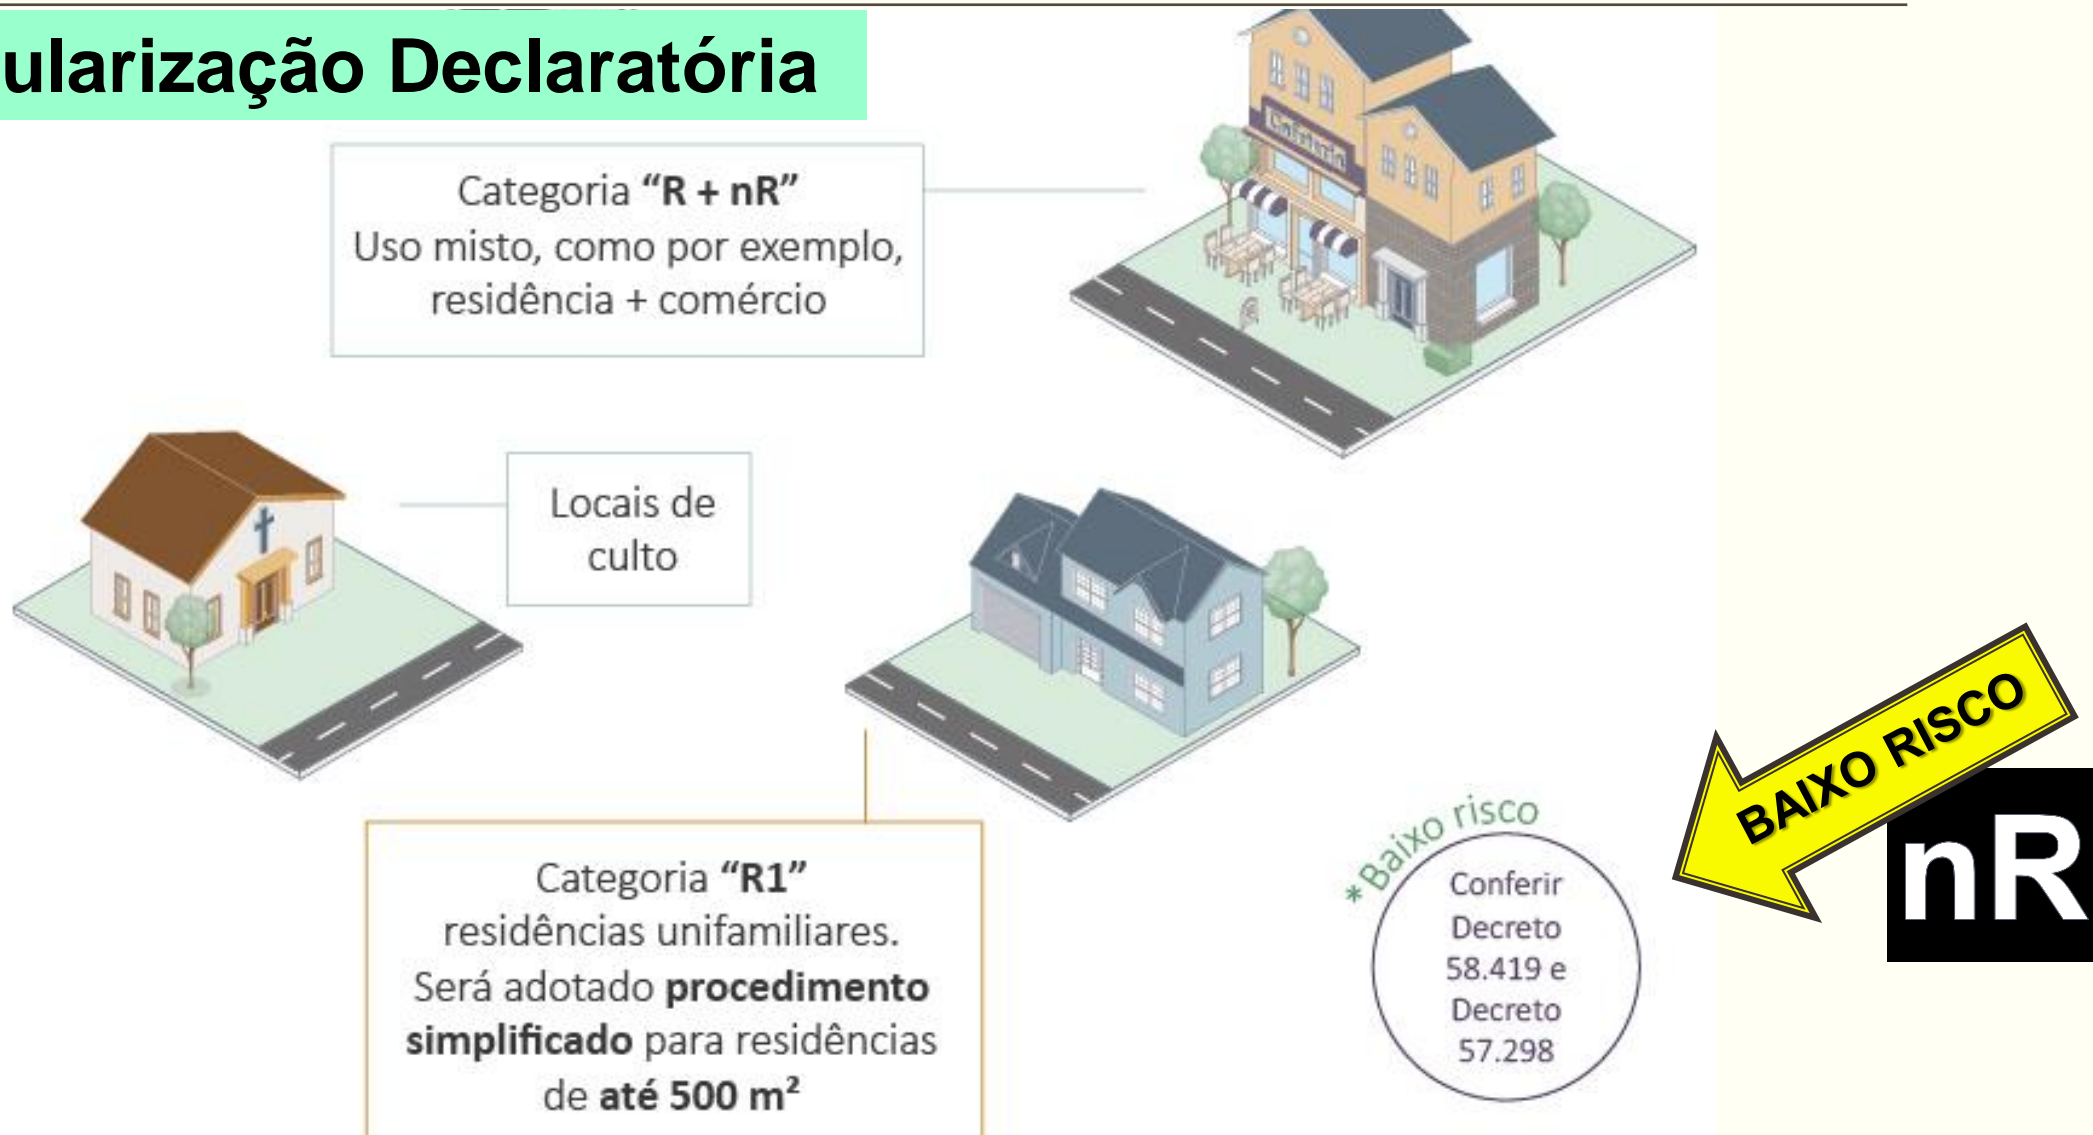 ularização Declaratória
Cafeteria
Categoria “R + nR”
Uso misto, como por exemplo,
residência + comércio
Locais de
culto
Categoria “R1”
residências unifamiliares.
Será adotado procedimento
simplificado para residências
de até 500 m²
*Baixo risco
Conferir
Decreto
58.419 e
Decreto
57.298
BAIXO RISCO
nR